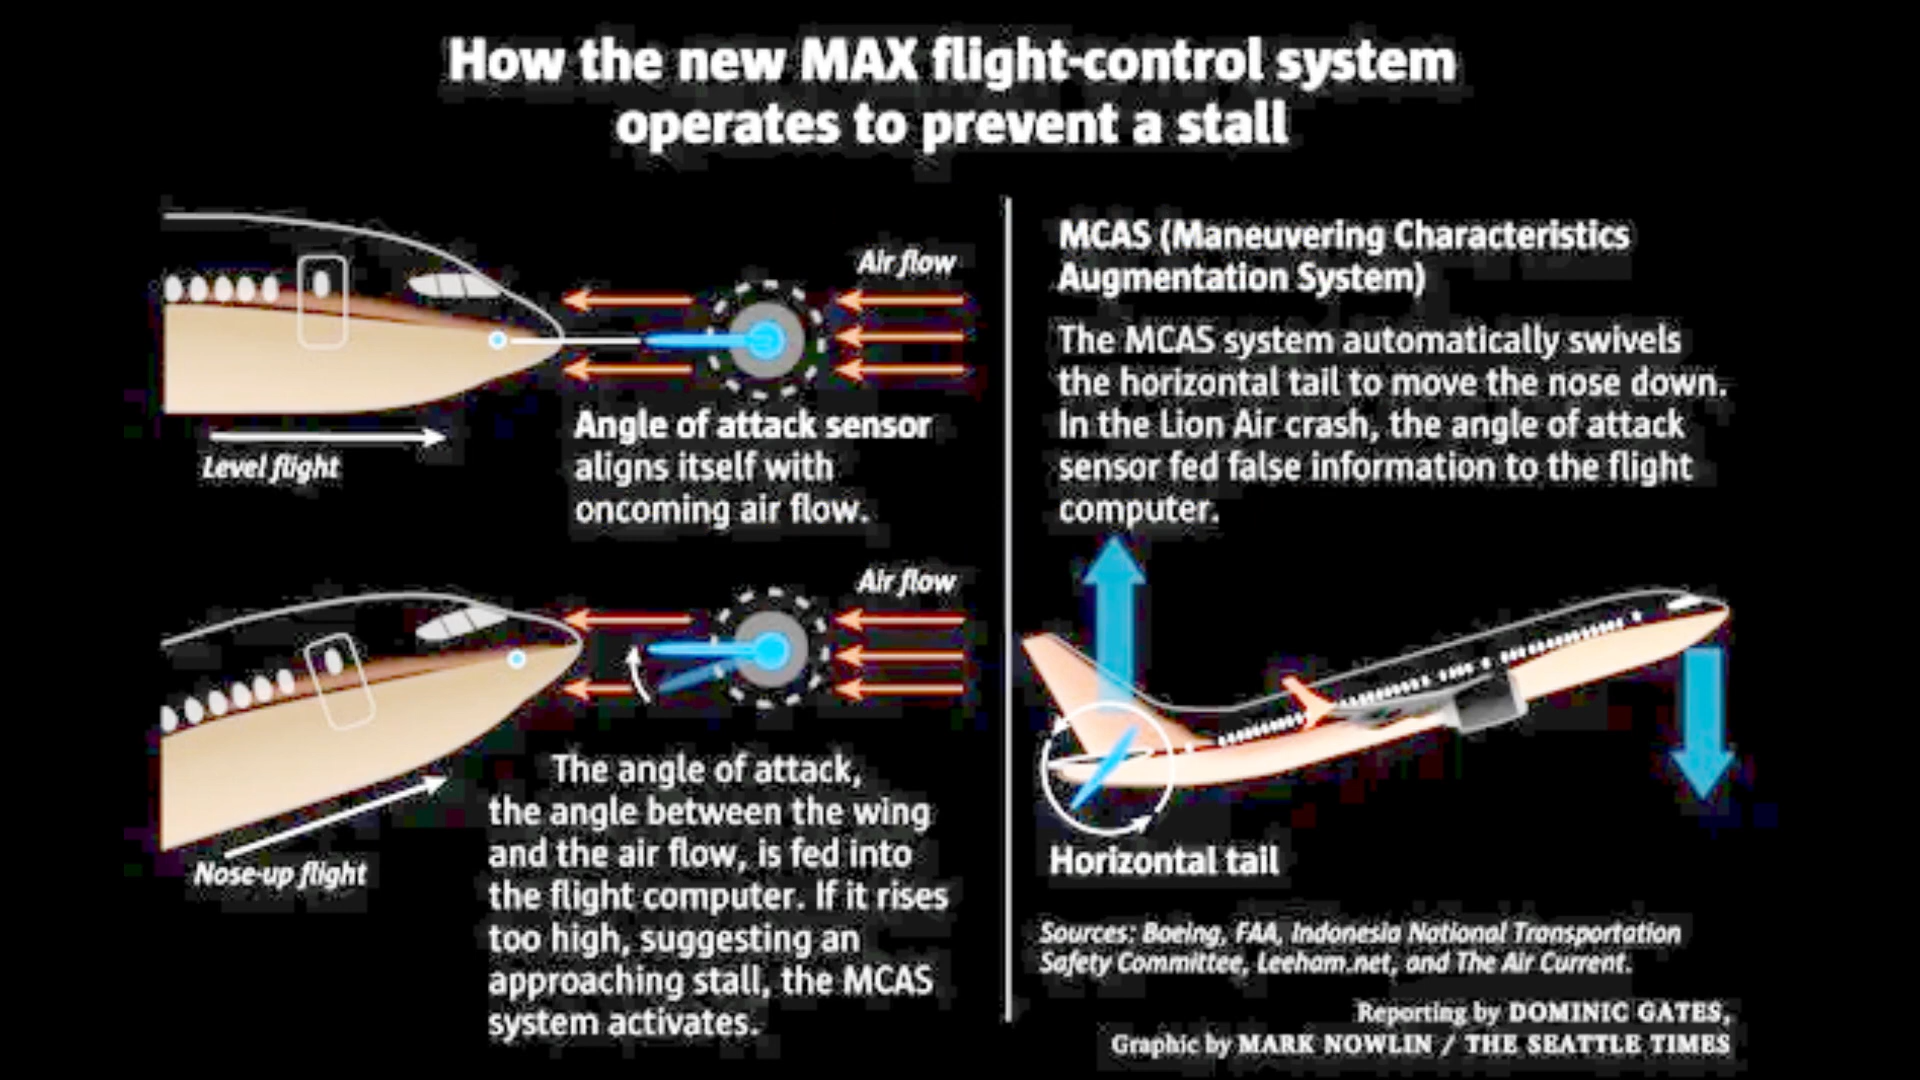 How the new MAX flight-control system
operates to prevent a stall
Air flow
Angle of attack sensor
aligns itself with
oncoming air flow.
Level flight
Air flow
The angle of attack,
the angle between the wing
and the air flow, is fed into
the flight computer. If it rises
too high, suggesting an
approaching stall, the MCAS
system activates.
Nose-up flight
MCAS (Maneuvering Characteristics
Augmentation System)
The MCAS system automatically swivels
the horizontal tail to move the nose down.
In the Lion Air crash, the angle of attack
sensor fed false information to the flight
computer.
Horizontal tail
Sources: Boeing, FAA, Indonesia National Transportation
Safety Committee, Leeham.net, and The Air Current.
Reporting by DOMINIC GATES,
Graphic by MARK NOWLIN / THE SEATTLE TIMES